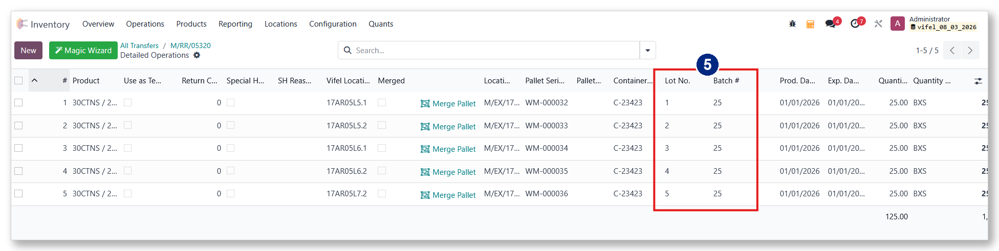 Inventory Overview Operations Products Reporting Locations Configuration Quants 4 7 A Administrator
vifel_08_03_2026
New Magic Wizard All Transfers / M/RR/05320 Search... 1-5 / 5
Detailed Operations
5
# Product Use as Te... Return C... Special H... SH Reas... Vifel Locati... Merged Locati... Pallet Seri... Pallet... Container... Lot No. Batch # Prod. Da... Exp. Da... Quanti... Quantity ...
1 30CTNS / 2... 0 17AR05L5.1 Merge Pallet M/EX/17... WM-000032 C-23423 1 25 01/01/2026 01/01/20... 25.00 BXS 25
2 30CTNS / 2... 0 17AR05L5.2 Merge Pallet M/EX/17... WM-000033 C-23423 2 25 01/01/2026 01/01/20... 25.00 BXS 25
3 30CTNS / 2... 0 17AR05L6.1 Merge Pallet M/EX/17... WM-000034 C-23423 3 25 01/01/2026 01/01/20... 25.00 BXS 25
4 30CTNS / 2... 0 17AR05L6.2 Merge Pallet M/EX/17... WM-000035 C-23423 4 25 01/01/2026 01/01/20... 25.00 BXS 25
5 30CTNS / 2... 0 17AR05L7.2 Merge Pallet M/EX/17... WM-000036 C-23423 5 25 01/01/2026 01/01/20... 25.00 BXS 25
125.00 1,